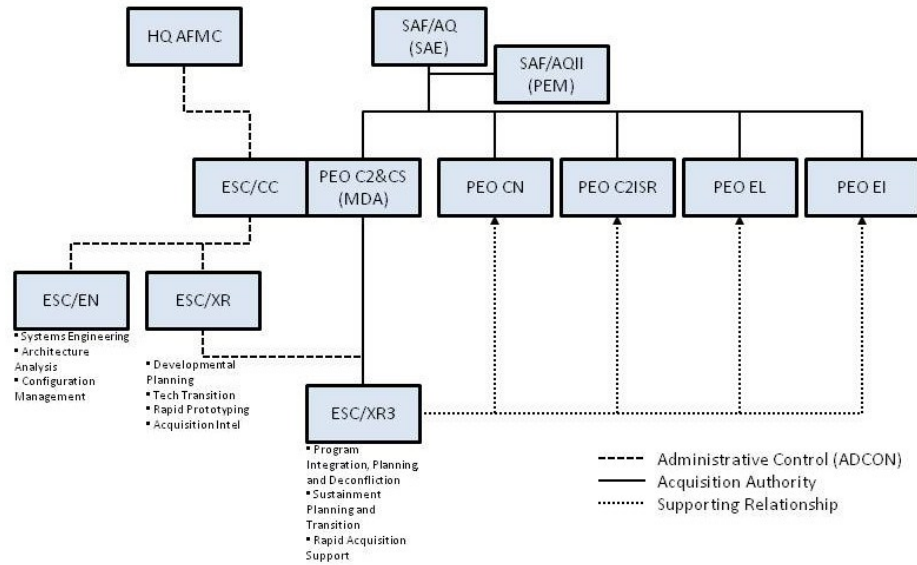 HQ AFMC
SAF/AQ
(SAE)
SAF/AQII
(PEM)
ESC/CC
PEO C2&CS
(MDA)
PEO CN
PEO C2ISR
PEO EL
PEO EI
ESC/EN
▪ Systems Engineering
▪ Architecture
Analysis
▪ Configuration
Management
ESC/XR
▪ Developmental
Planning
▪ Tech Transition
▪ Rapid Prototyping
▪ Acquisition Intel
ESC/XR3
▪ Program
Integration, Planning,
and Deconfliction
▪ Sustainment
Planning and
Transition
▪ Rapid Acquisition
Support
Administrative Control (ADCON)
Acquisition Authority
Supporting Relationship